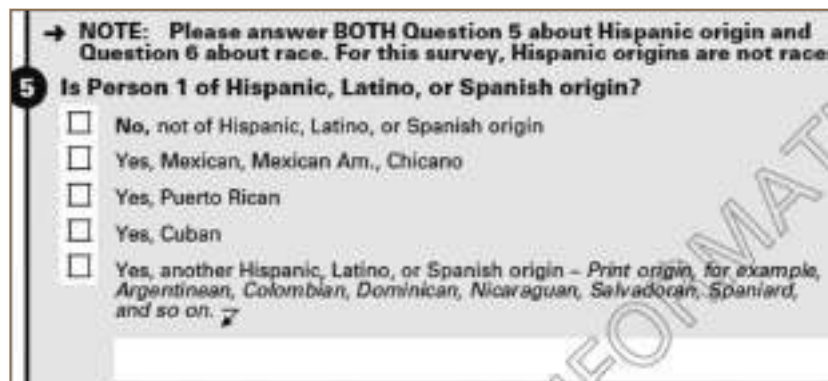 → NOTE: Please answer BOTH Question 5 about Hispanic origin and
Question 6 about race. For this survey, Hispanic origins are not race
5 Is Person 1 of Hispanic, Latino, or Spanish origin?
No, not of Hispanic, Latino, or Spanish origin
Yes, Mexican, Mexican Am., Chicano
Yes, Puerto Rican
Yes, Cuban
Yes, another Hispanic, Latino, or Spanish origin – Print origin, for example,
Argentinean, Colombian, Dominican, Nicaraguan, Salvadoran, Spaniard,
and so on.